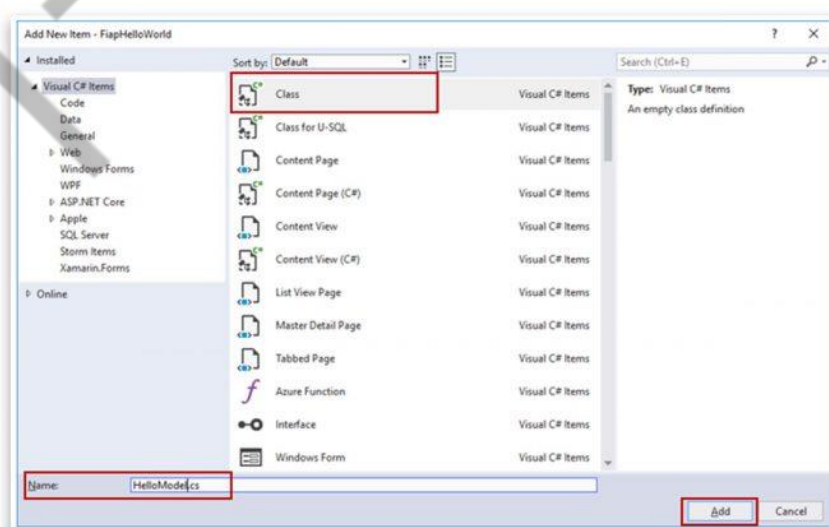 Add New Item - FiapHelloWorld ? ×
Installed
Sort by: Default
Search (Ctrl+E)
Visual C# Items
Code
Data
General
Web
Windows Forms
WPF
ASP.NET Core
Apple
SQL Server
Storm Items
Xamarin.Forms
Online
Class Visual C# Items
Class for U-SQL Visual C# Items
Content Page Visual C# Items
Content Page (C#) Visual C# Items
Content View Visual C# Items
Content View (C#) Visual C# Items
List View Page Visual C# Items
Master Detail Page Visual C# Items
Tabbed Page Visual C# Items
Azure Function Visual C# Items
Interface Visual C# Items
Windows Form Visual C# Items
Type: Visual C# Items
An empty class definition
Name: HelloModel.cs
Add Cancel